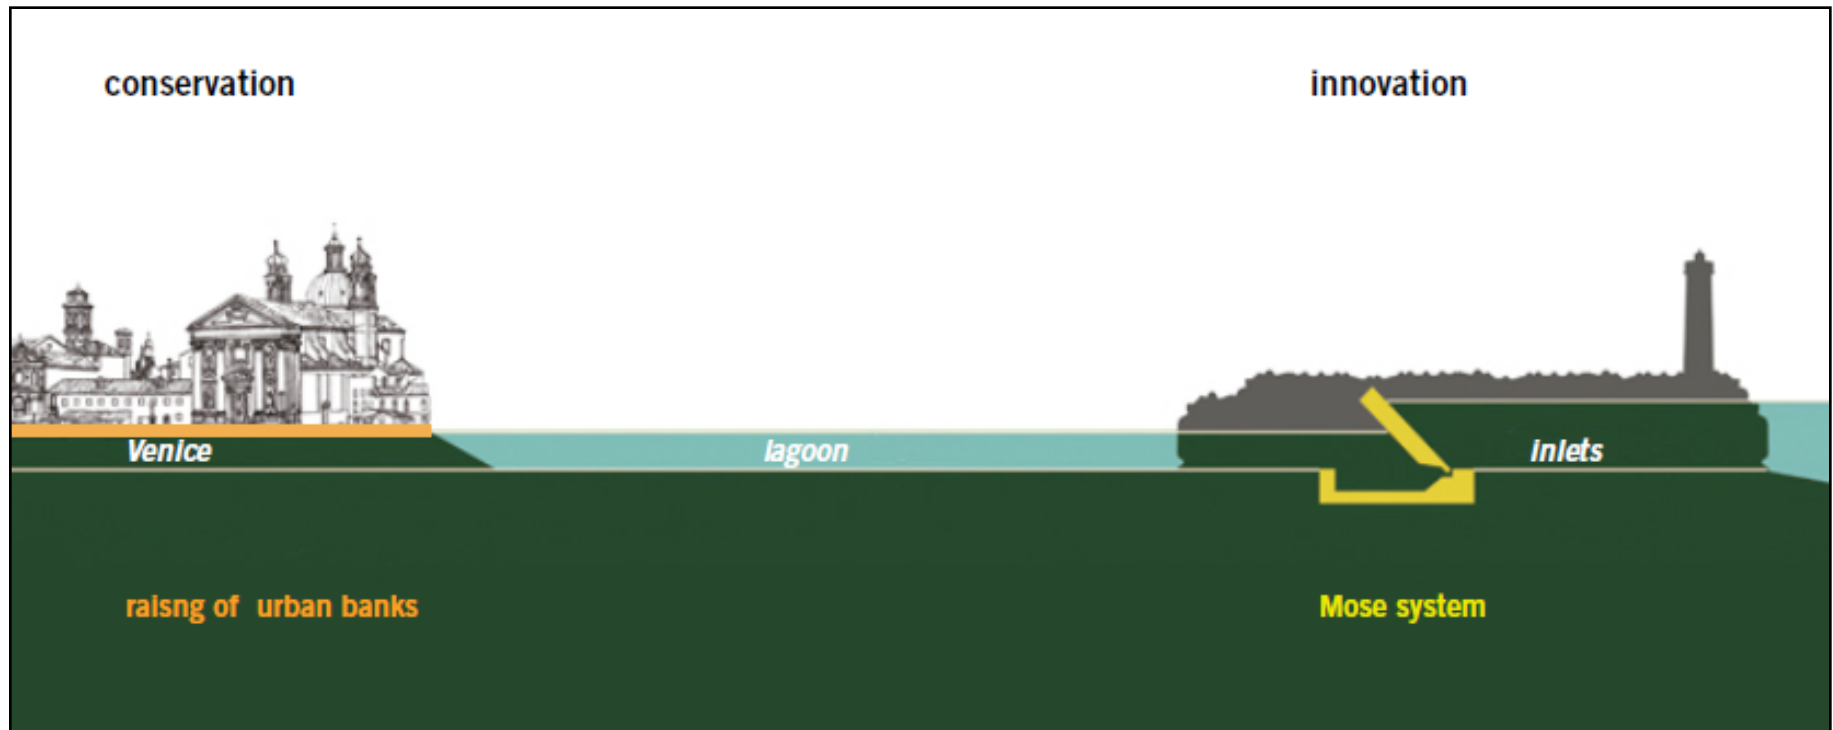 conservation
innovation
Venice
lagoon
inlets
raisng of urban banks
Mose system